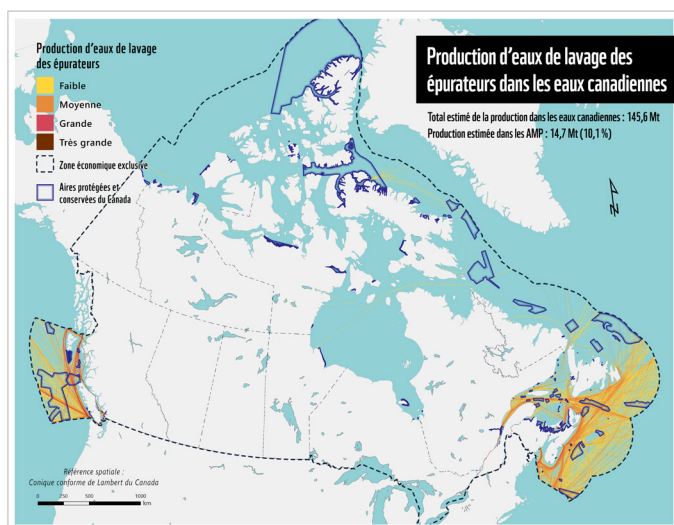 Production d'eaux de lavage des
épurateurs
Faible
Moyenne
Grande
Très grande
Zone économique exclusive
Aires protégées et
conservées du Canada
Production d'eaux de lavage des
épurateurs dans les eaux canadiennes
Total estimé de la production dans les eaux canadiennes : 145,6 Mt
Production estimée dans les AMP : 14,7 Mt (10,1 %)
N
Référence spatiale :
Conique conforme de Lambert du Canada
0 250 500 1000
km